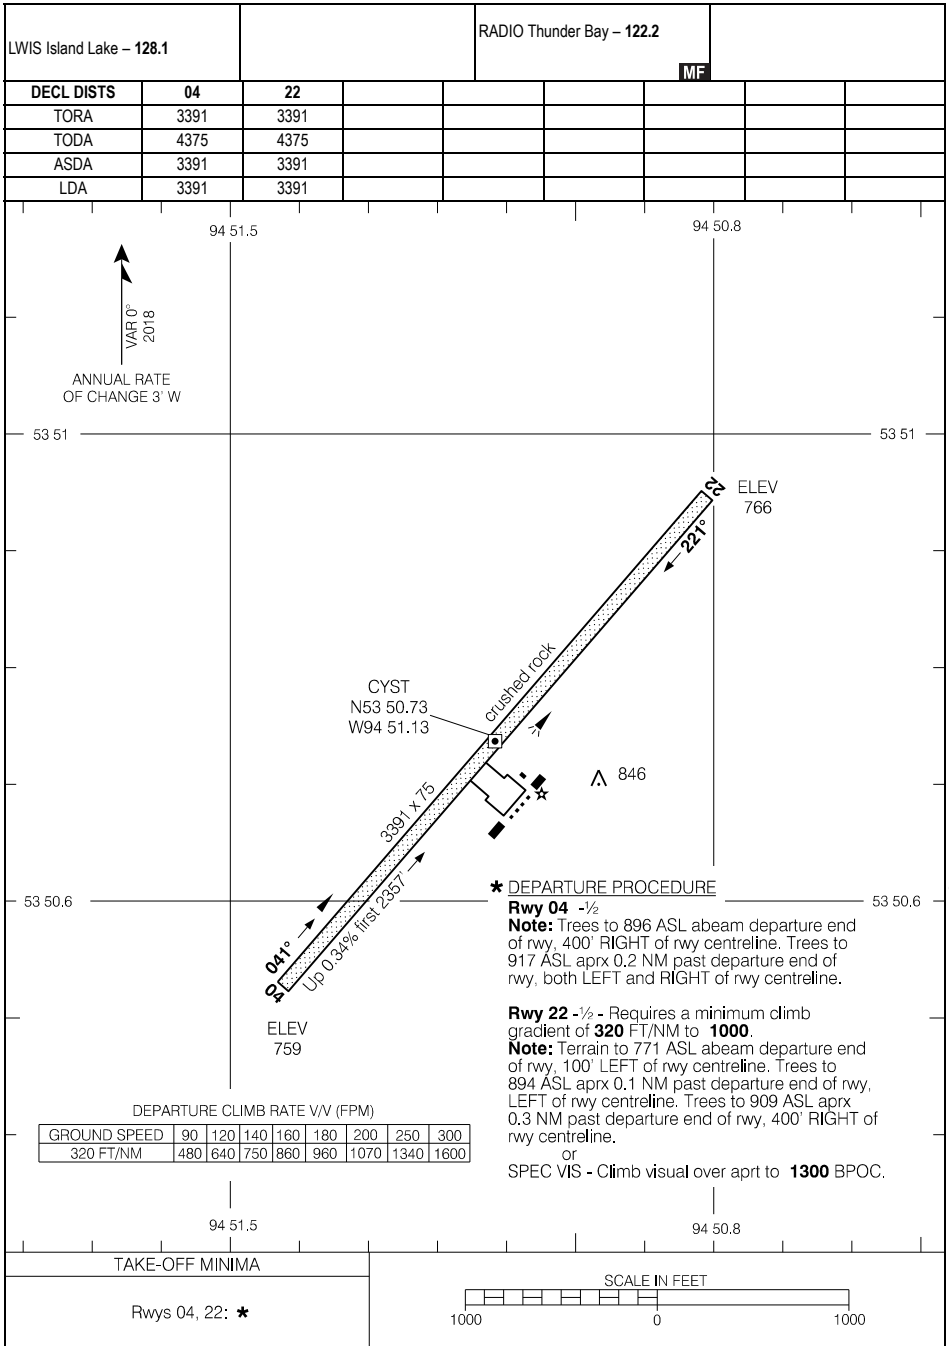 LWIS Island Lake – 128.1
RADIO Thunder Bay – 122.2
MF
DECL DISTS 04 22
TORA 3391 3391
TODA 4375 4375
ASDA 3391 3391
LDA 3391 3391
94 51.5 94 50.8
VAR 0°
2018
ANNUAL RATE
OF CHANGE 3' W
53 51 53 51
22
ELEV
766
221°
crushed rock
CYST
N53 50.73
W94 51.13
846
3391 x 75
Up 0.34% first 2357'
53 50.6 53 50.6
041°
04
ELEV
759
* DEPARTURE PROCEDURE
Rwy 04 -½
Note: Trees to 896 ASL abeam departure end
of rwy, 400' RIGHT of rwy centreline. Trees to
917 ASL aprx 0.2 NM past departure end of
rwy, both LEFT and RIGHT of rwy centreline.
Rwy 22 -½ - Requires a minimum climb
gradient of 320 FT/NM to 1000.
Note: Terrain to 771 ASL abeam departure end
of rwy, 100' LEFT of rwy centreline. Trees to
894 ASL aprx 0.1 NM past departure end of rwy,
LEFT of rwy centreline. Trees to 909 ASL aprx
0.3 NM past departure end of rwy, 400' RIGHT of
rwy centreline.
or
SPEC VIS - Climb visual over aprt to 1300 BPOC.
DEPARTURE CLIMB RATE V/V (FPM)
GROUND SPEED 90 120 140 160 180 200 250 300
320 FT/NM 480 640 750 860 960 1070 1340 1600
94 51.5 94 50.8
TAKE-OFF MINIMA
Rwys 04, 22: *
SCALE IN FEET
1000 0 1000